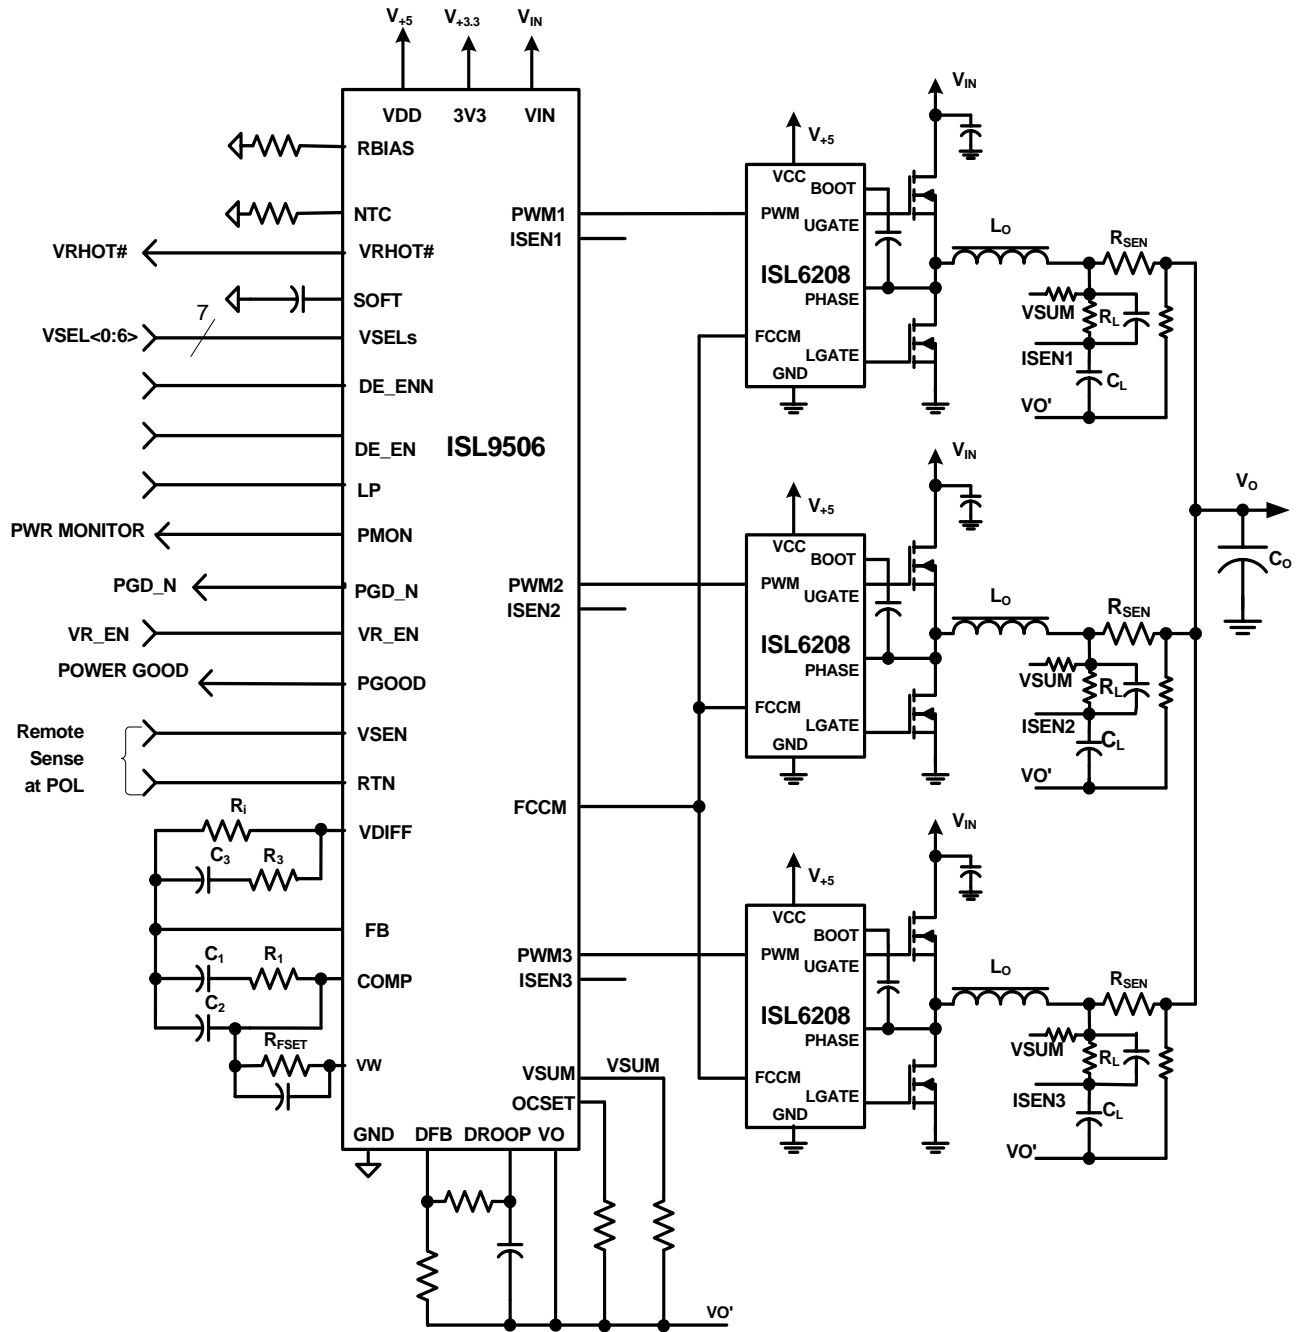 V+5
V+3.3
VIN
VDD
3V3
VIN
RBIAS
NTC
VRHOT#
VRHOT#
SOFT
7
VSEL<0:6>
VSELs
DE_ENN
DE_EN
LP
PWR MONITOR
PMON
PGD_N
PGD_N
VR_EN
VR_EN
POWER GOOD
PGOOD
Remote
Sense
at POL
VSEN
RTN
Ri
VDIFF
C3
R3
FB
C1
R1
COMP
C2
RFSET
VW
GND
DFB
DROOP
VO
ISL9506
PWM1
ISEN1
PWM2
ISEN2
FCCM
PWM3
ISEN3
VSUM
VSUM
OCSET
VO'
VIN
V+5
VCC
BOOT
PWM
UGATE
ISL6208
PHASE
FCCM
LGATE
GND
LO
RSEN
VSUM
RL
ISEN1
CL
VO'
VIN
V+5
VCC
BOOT
PWM
UGATE
ISL6208
PHASE
FCCM
LGATE
GND
LO
RSEN
VSUM
RL
ISEN2
CL
VO'
VO
CO
VIN
V+5
VCC
BOOT
PWM
UGATE
ISL6208
PHASE
FCCM
LGATE
GND
LO
RSEN
VSUM
RL
ISEN3
CL
VO'